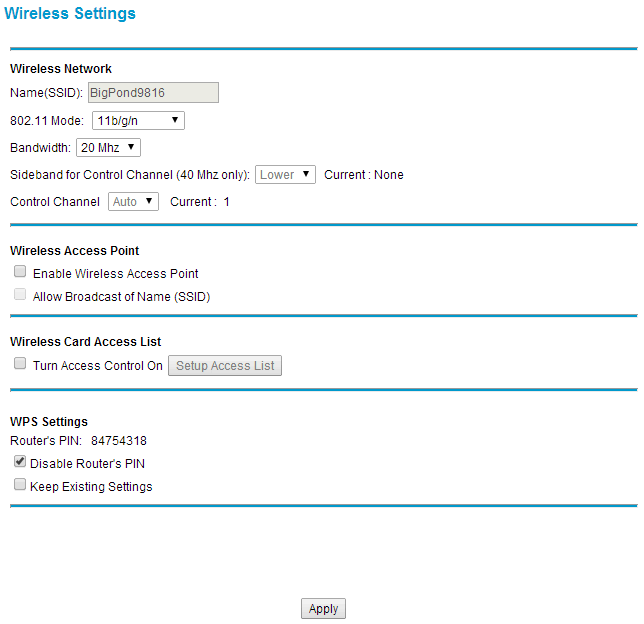 Wireless Settings
Wireless Network
Name(SSID): BigPond9816
802.11 Mode: 11b/g/n
Bandwidth: 20 Mhz
Sideband for Control Channel (40 Mhz only): Lower Current : None
Control Channel Auto Current : 1
Wireless Access Point
Enable Wireless Access Point
Allow Broadcast of Name (SSID)
Wireless Card Access List
Turn Access Control On Setup Access List
WPS Settings
Router's PIN: 84754318
Disable Router's PIN
Keep Existing Settings
Apply